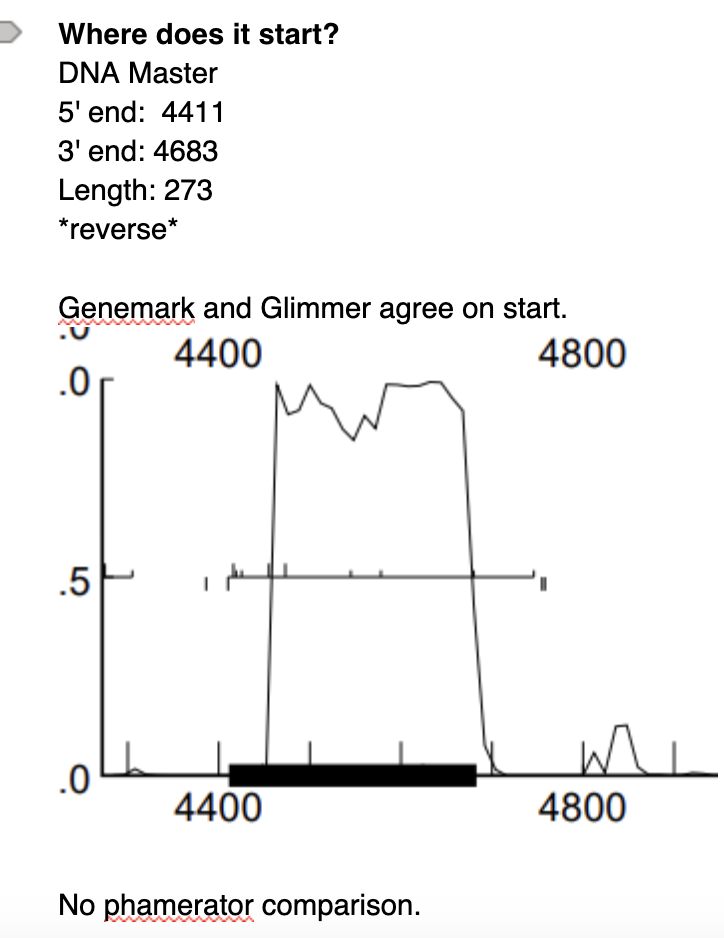 Where does it start?
DNA Master
5' end:  4411
3' end: 4683
Length: 273
*reverse*
Genemark and Glimmer agree on start.
.0
4400 4800
.0
.5
.0
4400 4800
No phamerator comparison.